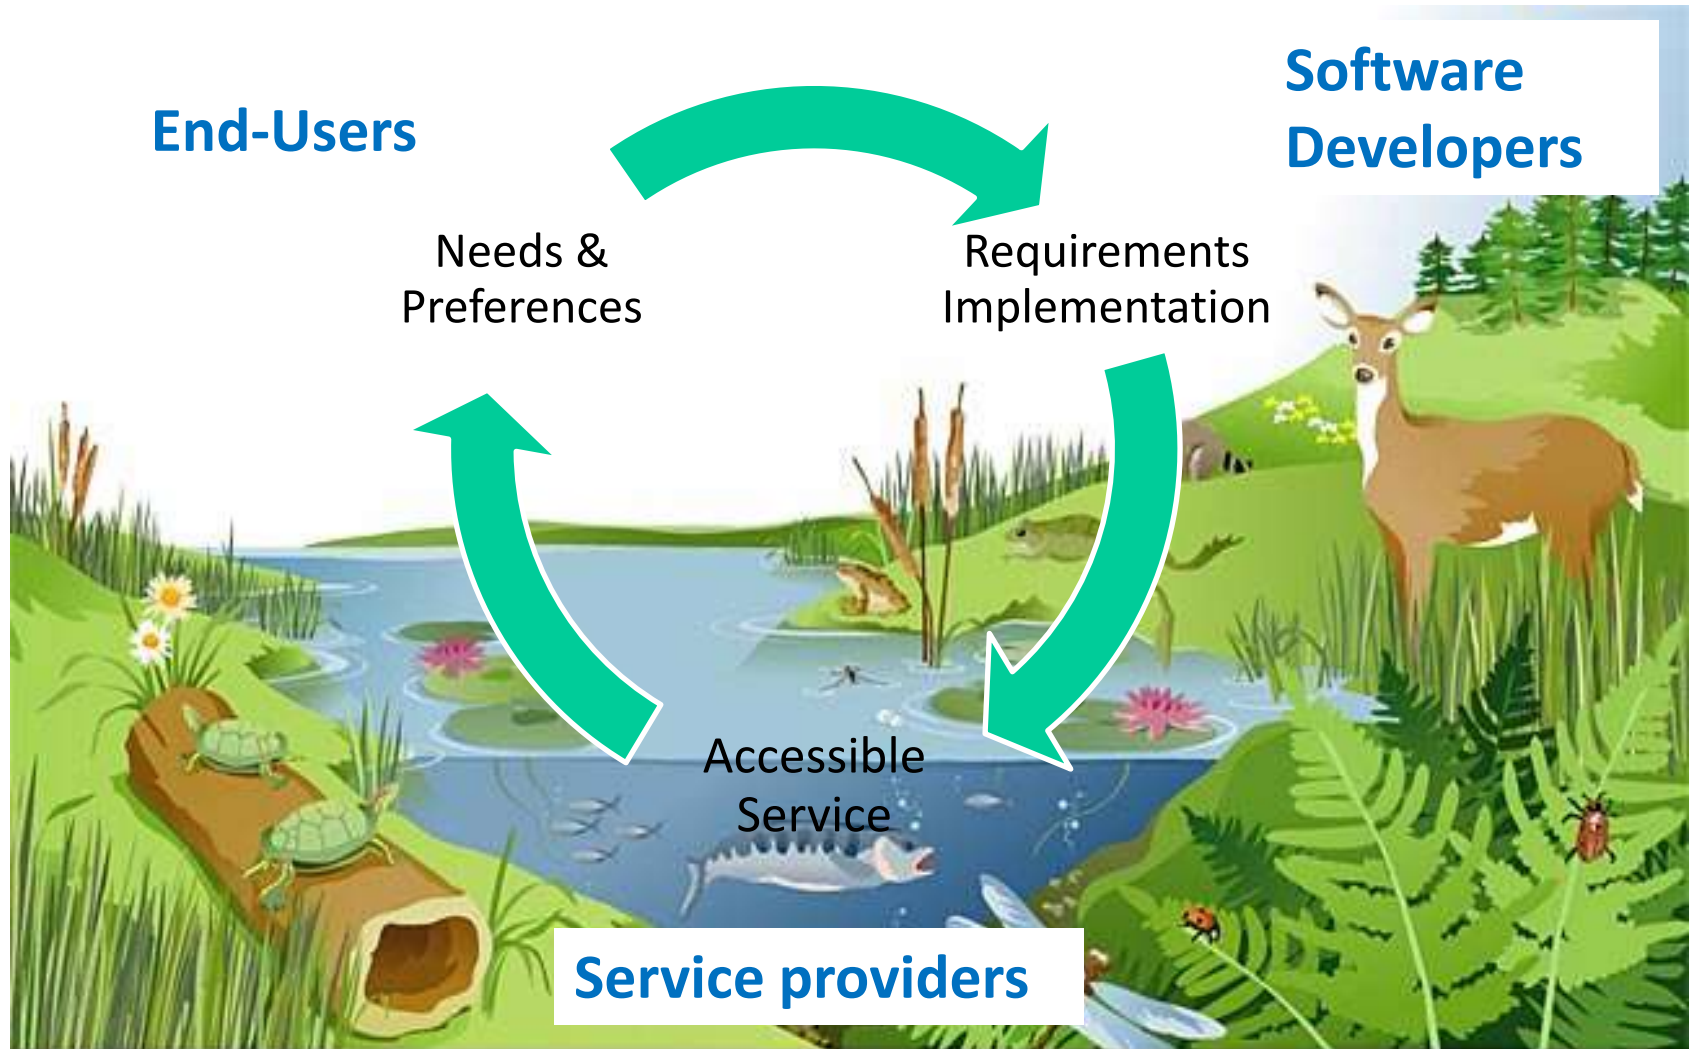 End-Users
Software
Developers
Needs &
Preferences
Requirements
Implementation
Accessible
Service
Service providers